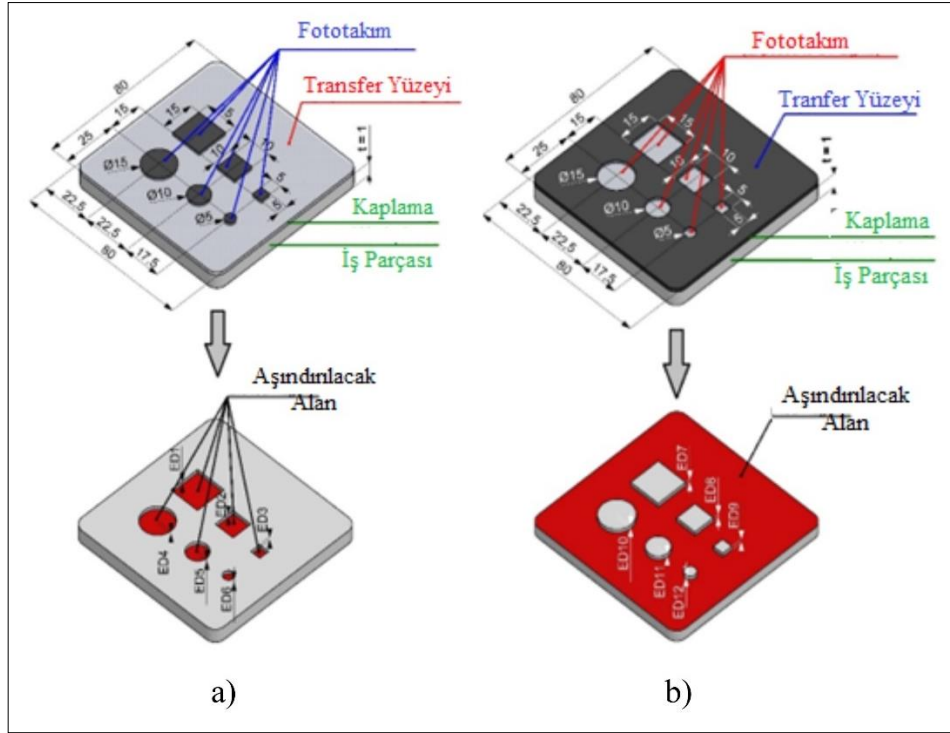 Fototakım
Transfer Yüzeyi
80
15
25
15
5
15
10
10
5
5
Ø15
Ø10
Ø5
22,5
22,5
17,5
80
t = 1
Kaplama
İş Parçası
Aşındırılacak
Alan
ED1
ED2
ED3
ED4
ED5
ED6
a)
Fototakım
Tranfer Yüzeyi
80
15
25
15
15
10
10
5
5
Ø15
Ø10
Ø5
22,5
22,5
17,5
80
t = 1
Kaplama
İş Parçası
Aşındırılacak
Alan
ED7
ED8
ED9
ED10
ED11
ED12
b)